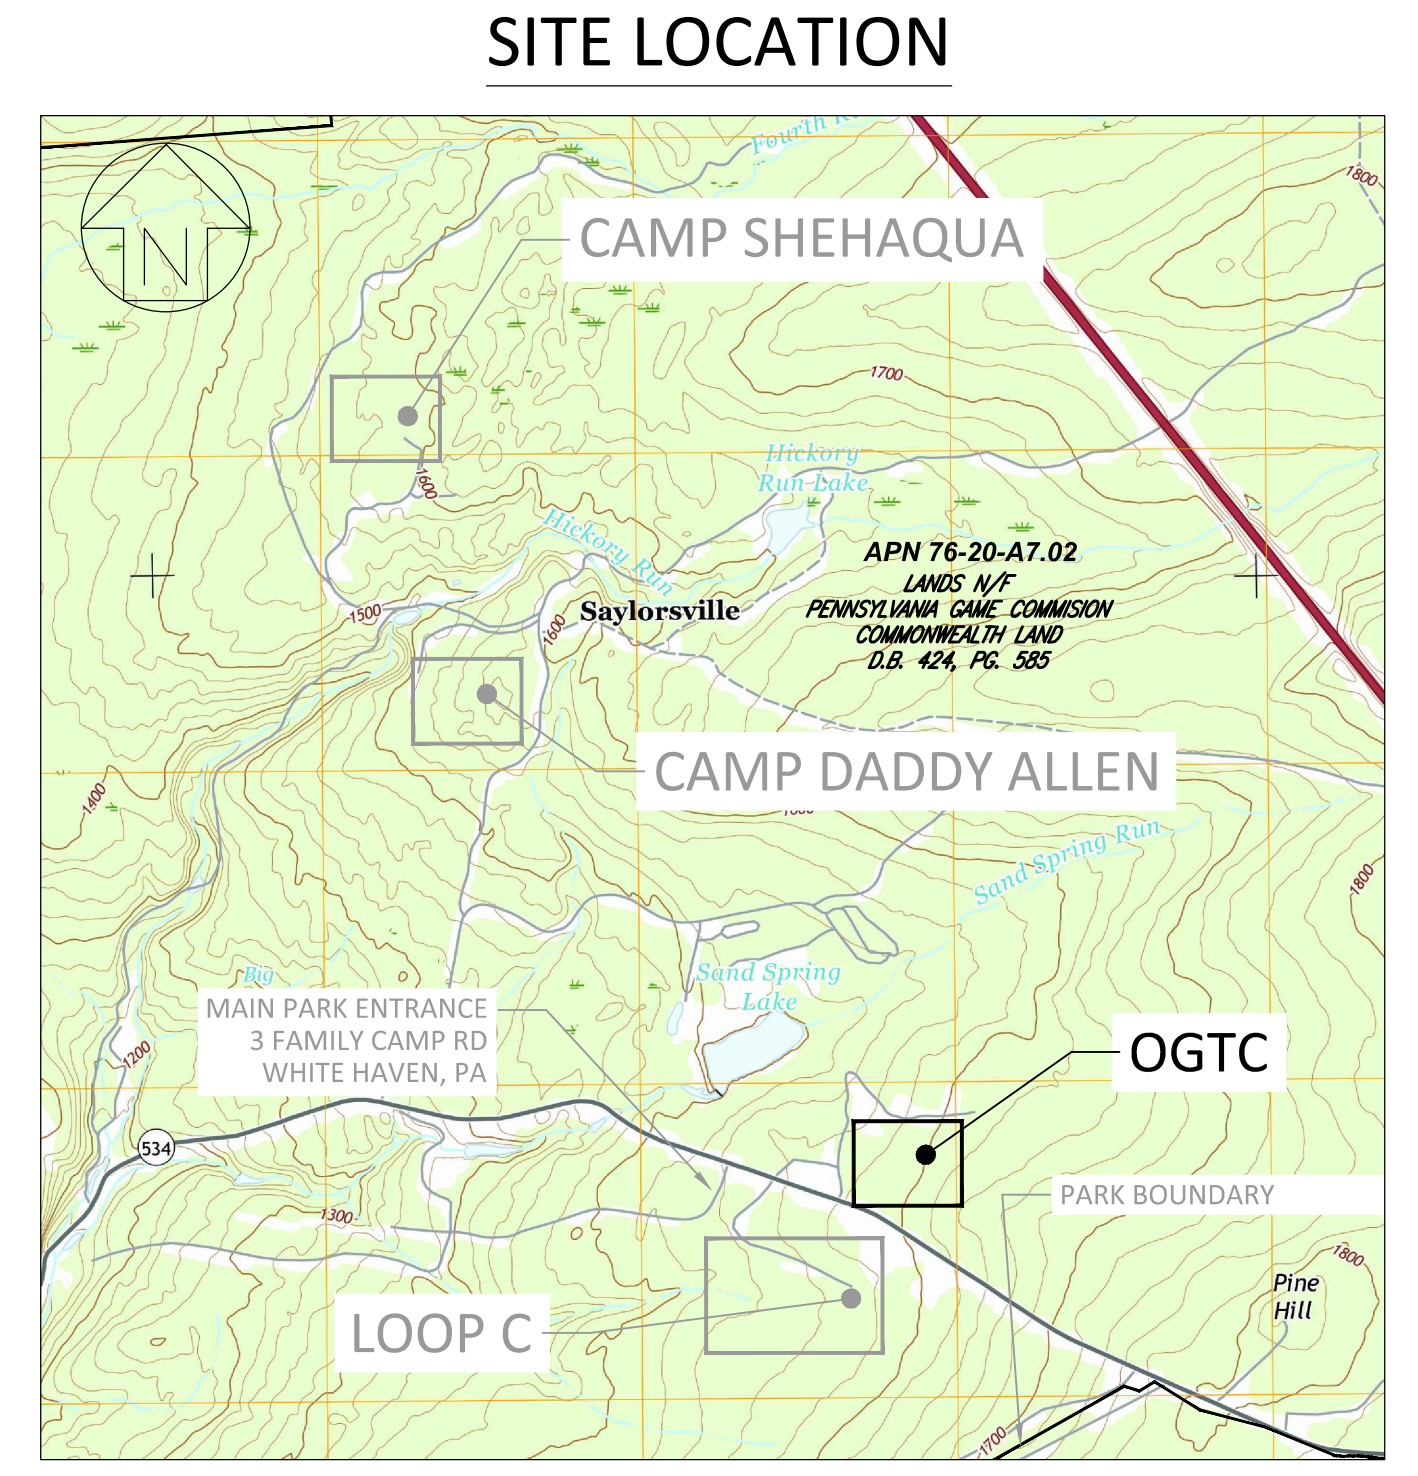 SITE LOCATION
Fourth
N
1800
CAMP SHEHAQUA
1700
Hickory
Run Lake
1600
Hickory Run
APN 76-20-A7.02
LANDS N/F
PENNSYLVANIA GAME COMMISION
COMMONWEALTH LAND
D.B. 424, PG. 585
1500
Saylorsville
1600
CAMP DADDY ALLEN
1400
Sand Spring Run
1800
Big
Sand Spring
Lake
MAIN PARK ENTRANCE
3 FAMILY CAMP RD
WHITE HAVEN, PA
1200
OGTC
534
PARK BOUNDARY
1300
1800
Pine
Hill
LOOP C
1700